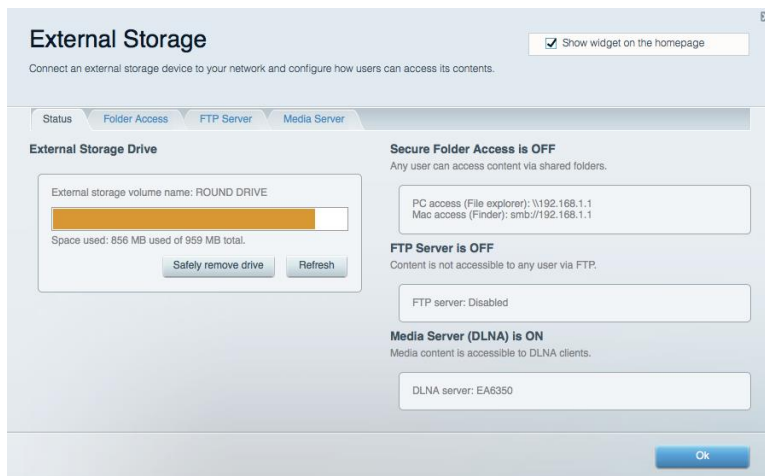 External Storage
Show widget on the homepage
Connect an external storage device to your network and configure how users can access its contents.
Status
Folder Access
FTP Server
Media Server
External Storage Drive
External storage volume name: ROUND DRIVE
Space used: 856 MB used of 959 MB total.
Safely remove drive
Refresh
Secure Folder Access is OFF
Any user can access content via shared folders.
PC access (File explorer): \\192.168.1.1
Mac access (Finder): smb://192.168.1.1
FTP Server is OFF
Content is not accessible to any user via FTP.
FTP server: Disabled
Media Server (DLNA) is ON
Media content is accessible to DLNA clients.
DLNA server: EA6350
Ok